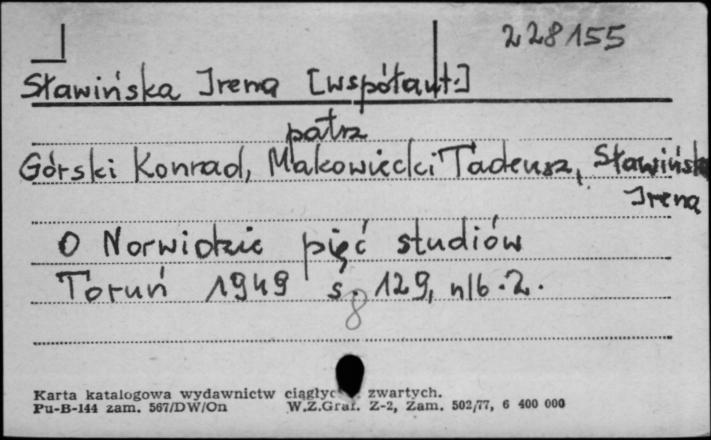 228155
Sławińska Irena [współaut.]
patrz
Górski Konrad, Makowiecki Tadeusz, Sławińska
Irena
O Norwidzie pięć studiów
Toruń 1949 s. 129, nlb. 2.
8
Karta katalogowa wydawnictw ciągłych zwartych.
Pu-B-144 zam. 567/DW/On W.Z.Graf. Z-2, Zam. 502/77, 6 400 000